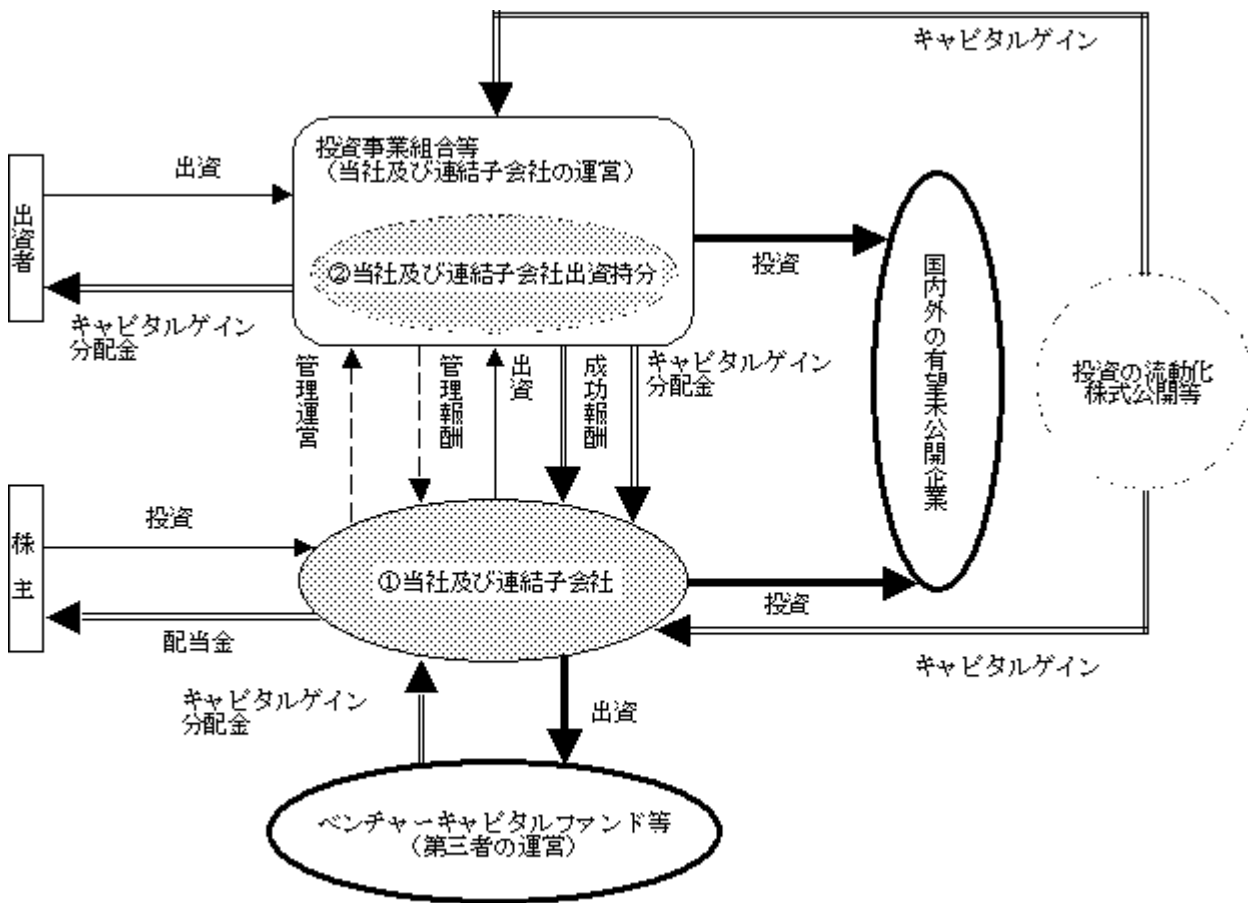 キャピタルゲイン
投資事業組合等
（当社及び連結子会社の運営）
出資
出資者
②当社及び連結子会社出資持分
投資
国内外の有望未公開企業
キャピタルゲイン
分配金
管理運営
管理報酬
出資
成功報酬
キャピタルゲイン
分配金
投資の流動化
株式公開等
株主
投資
①当社及び連結子会社
投資
配当金
キャピタルゲイン
キャピタルゲイン
分配金
出資
ベンチャーキャピタルファンド等
（第三者の運営）